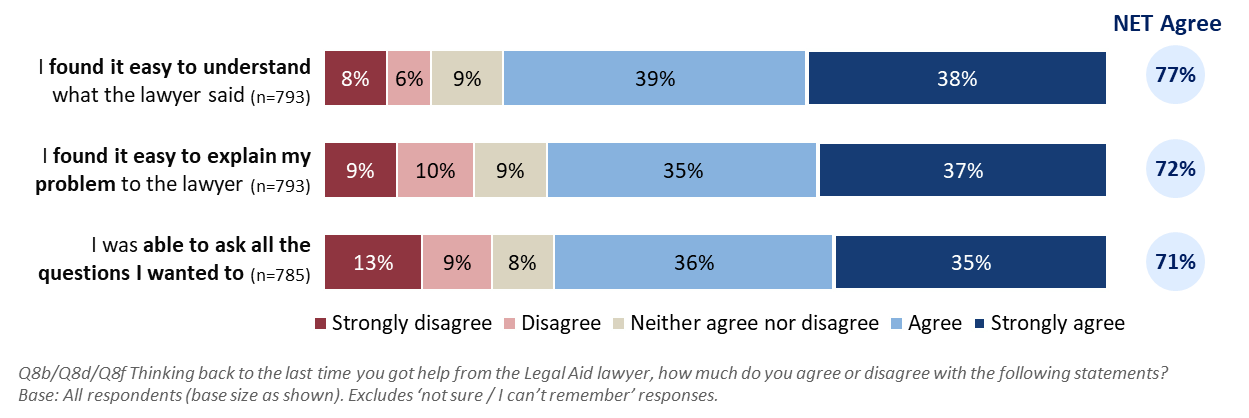 NET Agree
I found it easy to understand
what the lawyer said (n=793)
8% 6% 9% 39% 38% 77%
I found it easy to explain my
problem to the lawyer (n=793)
9% 10% 9% 35% 37% 72%
I was able to ask all the
questions I wanted to (n=785)
13% 9% 8% 36% 35% 71%
Strongly disagree Disagree Neither agree nor disagree Agree Strongly agree
Q8b/Q8d/Q8f Thinking back to the last time you got help from the Legal Aid lawyer, how much do you agree or disagree with the following statements?
Base: All respondents (base size as shown). Excludes ‘not sure / I can’t remember’ responses.